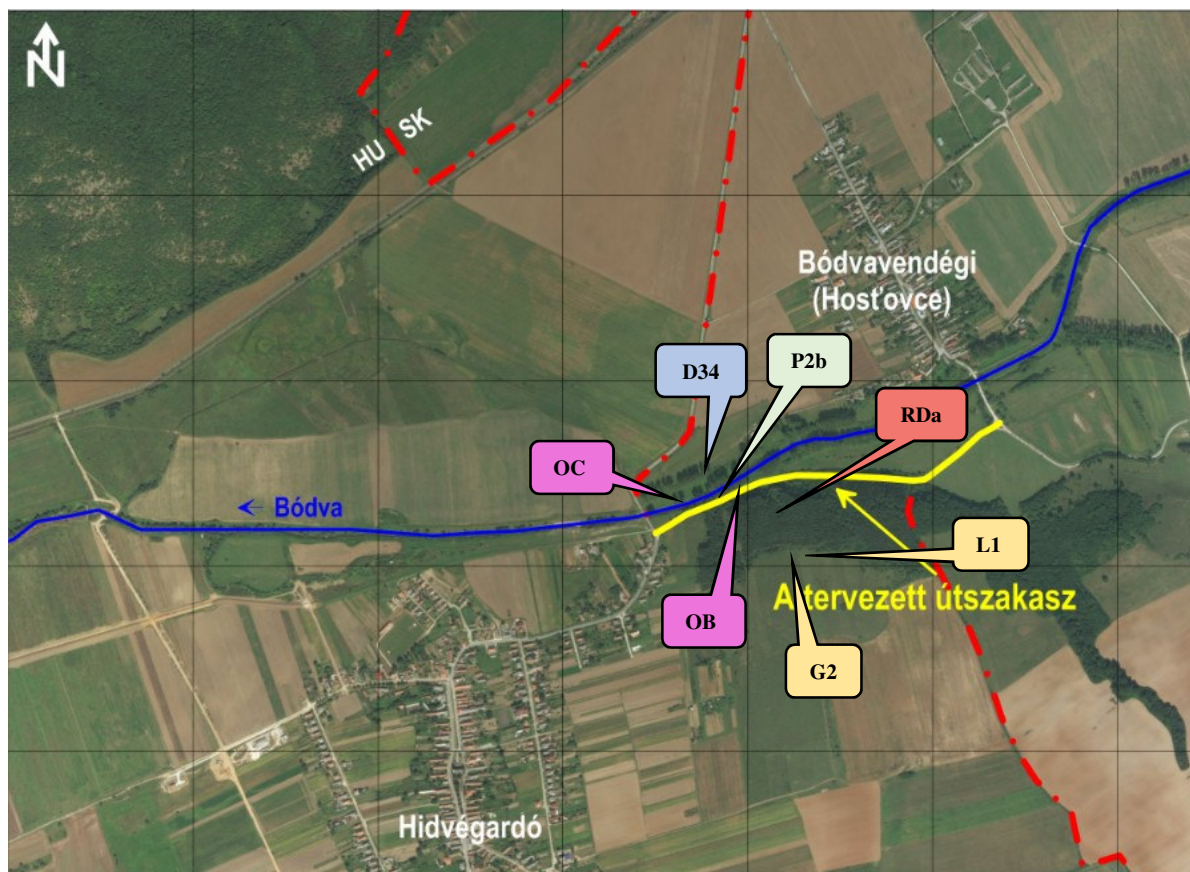 N
HU SK
Bódvavendégi
(Hosťovce)
D34
P2b
RDa
OC
← Bódva
L1
A tervezett útszakasz
OB
G2
Hidvégardó